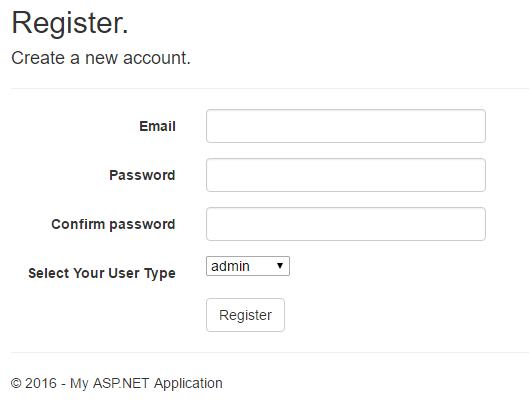 Register.
Create a new account.
Email
Password
Confirm password
Select Your User Type
admin
Register
© 2016 - My ASP.NET Application